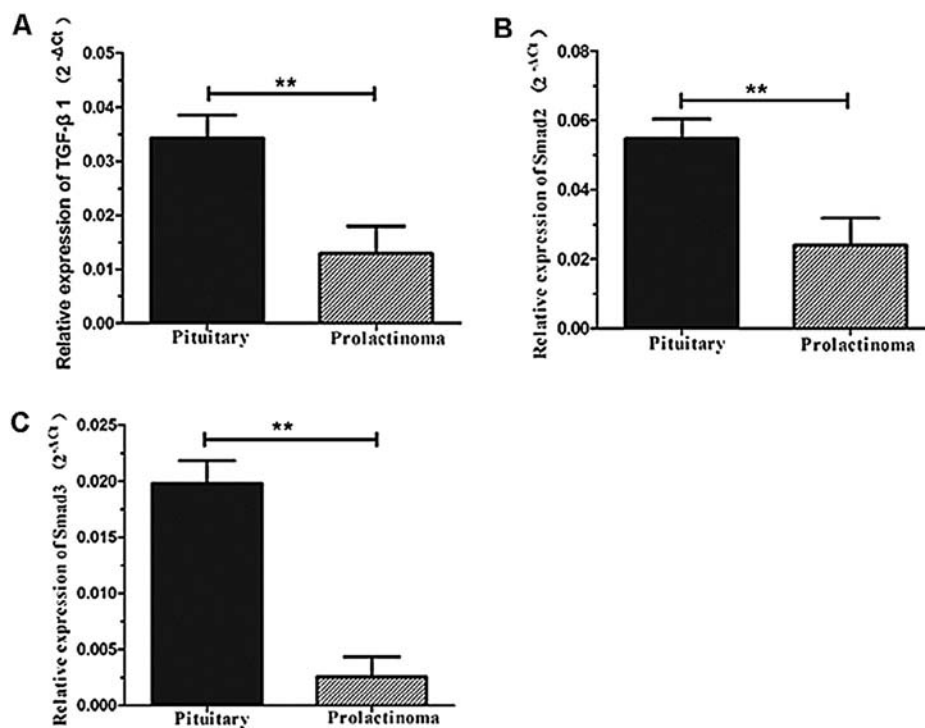 A
Relative expression of TGF-β 1 (2^-ΔCt)
0.05
0.04
0.03
0.02
0.01
0.00
**
Pituitary
Prolactinoma
B
Relative expression of Smad2 (2^-ΔCt)
0.08
0.06
0.04
0.02
0.00
**
Pituitary
Prolactinoma
C
Relative expression of Smad3 (2^-ΔCt)
0.025
0.020
0.015
0.010
0.005
0.000
**
Pituitary
Prolactinoma